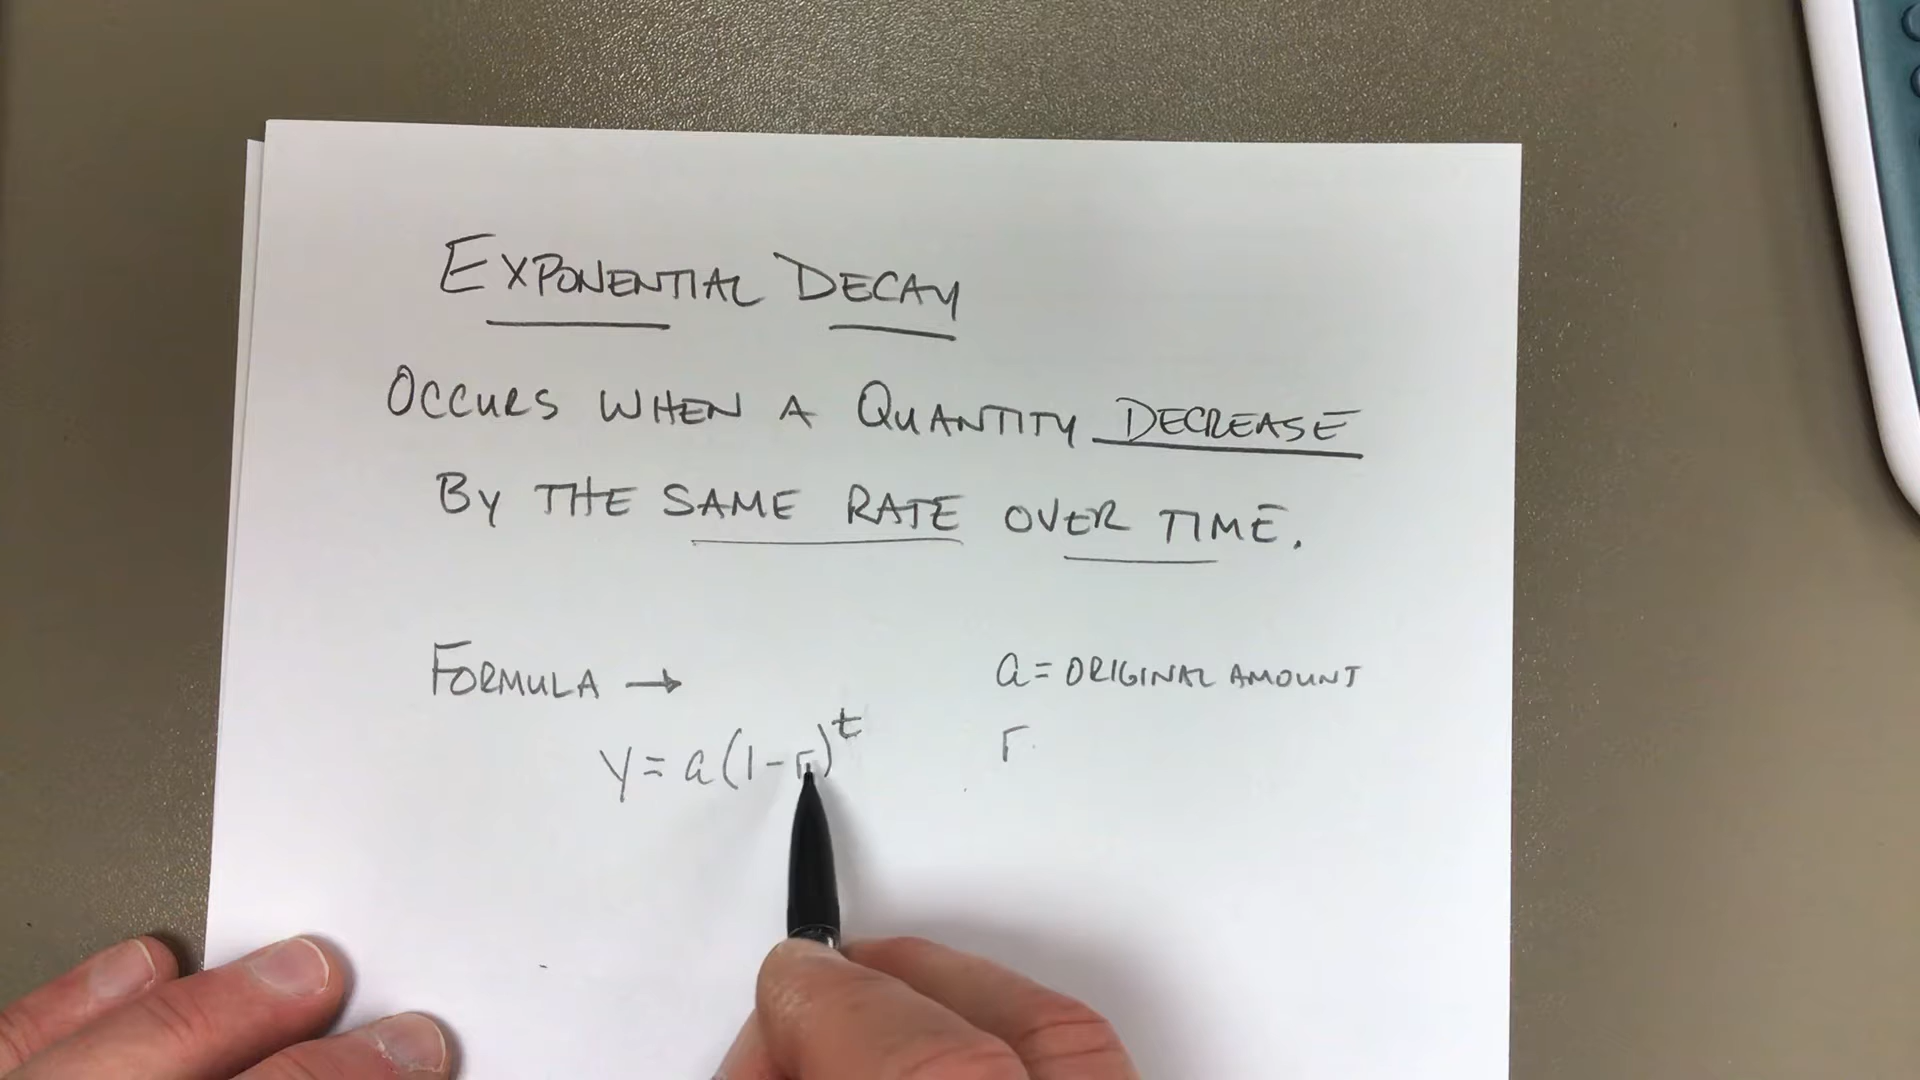 EXPONENTIAL DECAY
OCCURS WHEN A QUANTITY DECREASE
BY THE SAME RATE OVER TIME.
FORMULA →
a = ORIGINAL AMOUNT
y = a(1-r)^t
r